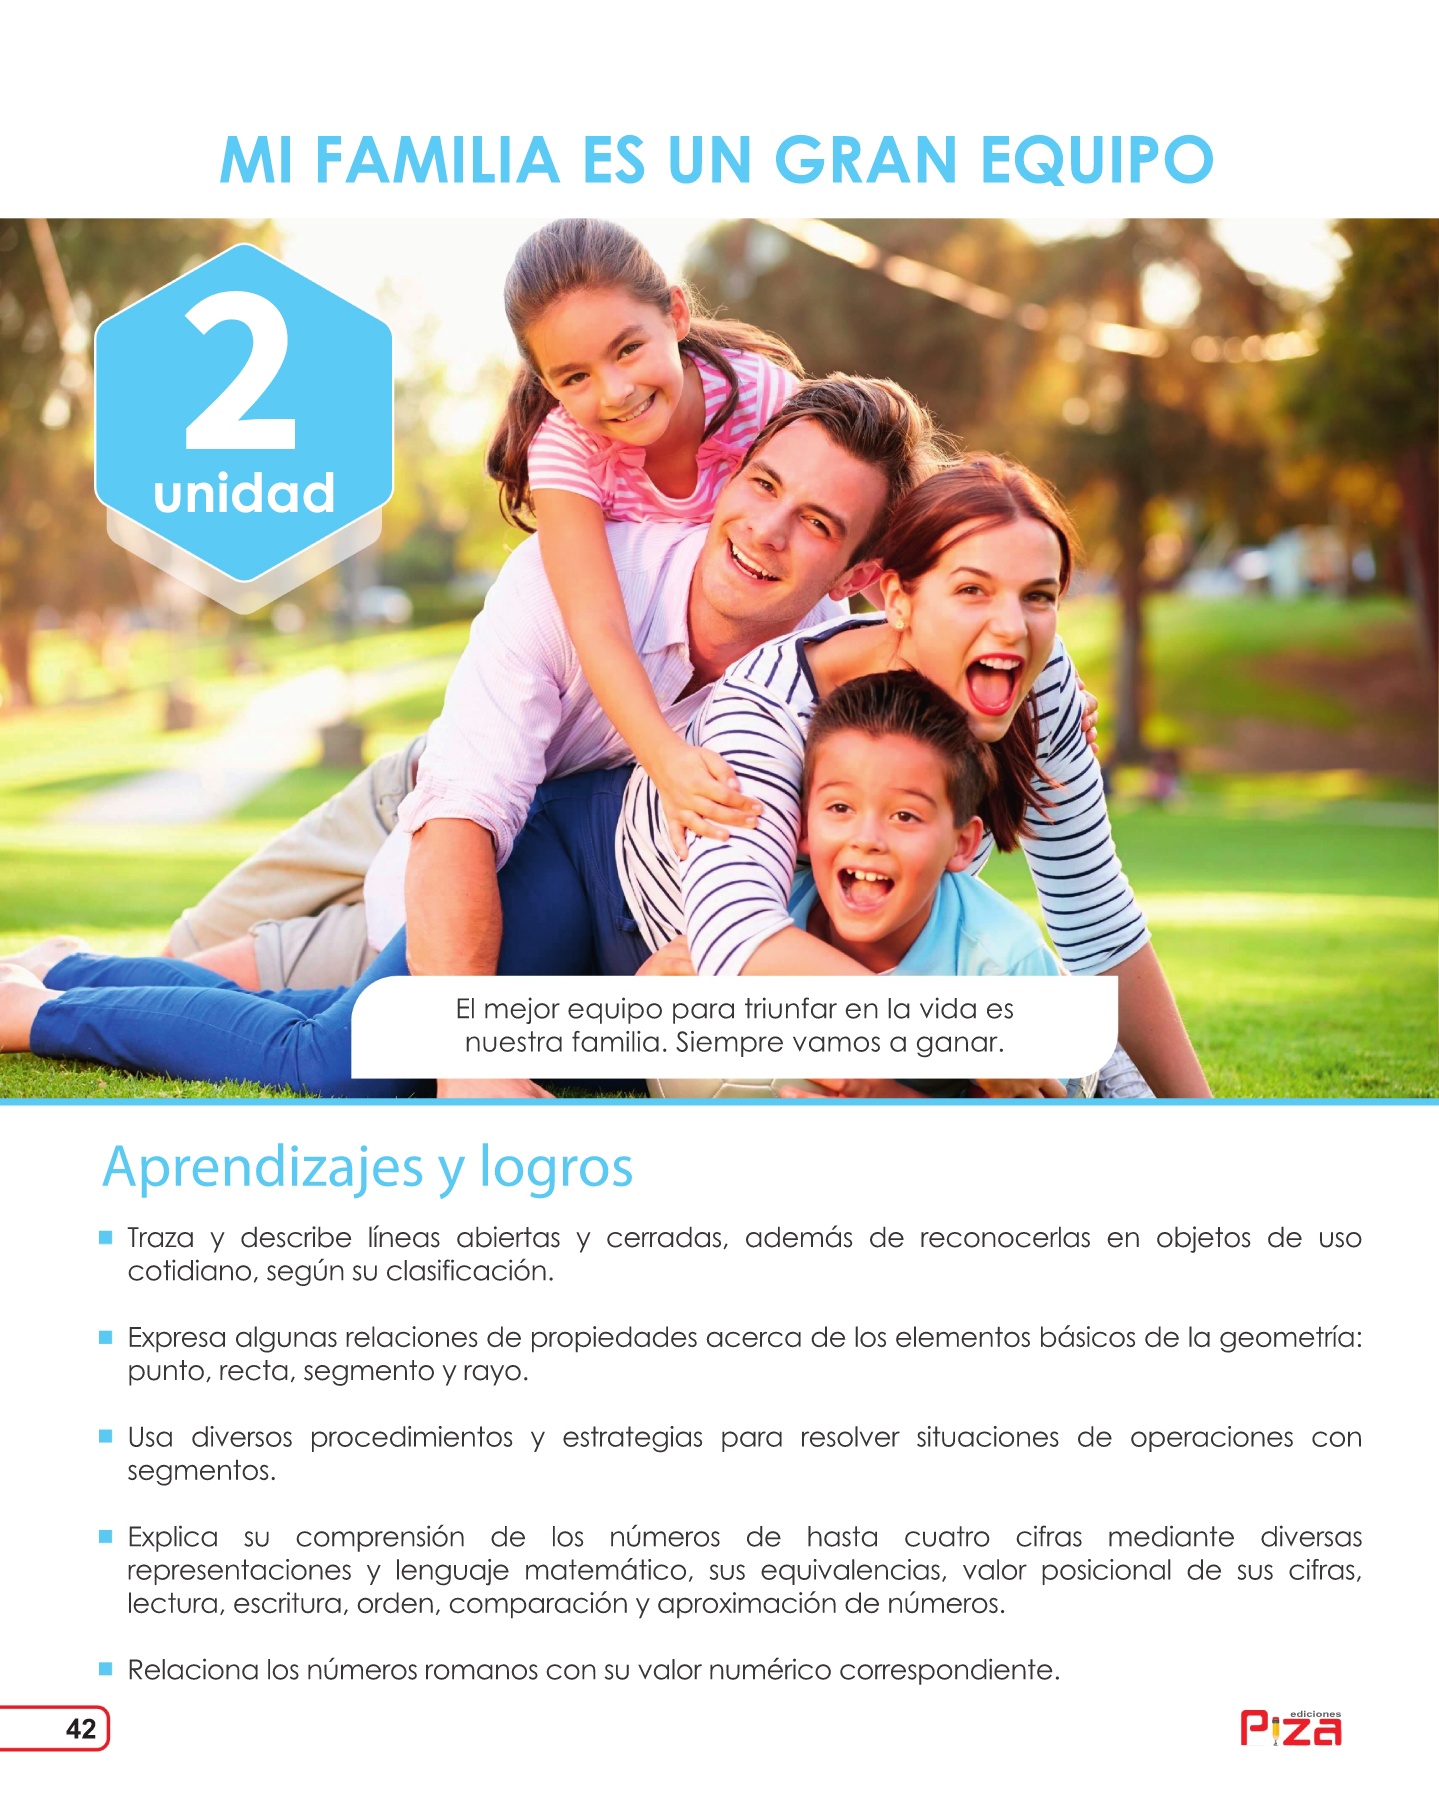 MI FAMILIA ES UN GRAN EQUIPO
2
unidad
El mejor equipo para triunfar en la vida es
nuestra familia. Siempre vamos a ganar.
Aprendizajes y logros
Traza y describe líneas abiertas y cerradas, además de reconocerlas en objetos de uso
cotidiano, según su clasificación.
Expresa algunas relaciones de propiedades acerca de los elementos básicos de la geometría:
punto, recta, segmento y rayo.
Usa diversos procedimientos y estrategias para resolver situaciones de operaciones con
segmentos.
Explica su comprensión de los números de hasta cuatro cifras mediante diversas
representaciones y lenguaje matemático, sus equivalencias, valor posicional de sus cifras,
lectura, escritura, orden, comparación y aproximación de números.
Relaciona los números romanos con su valor numérico correspondiente.
42
ediciones
Piza